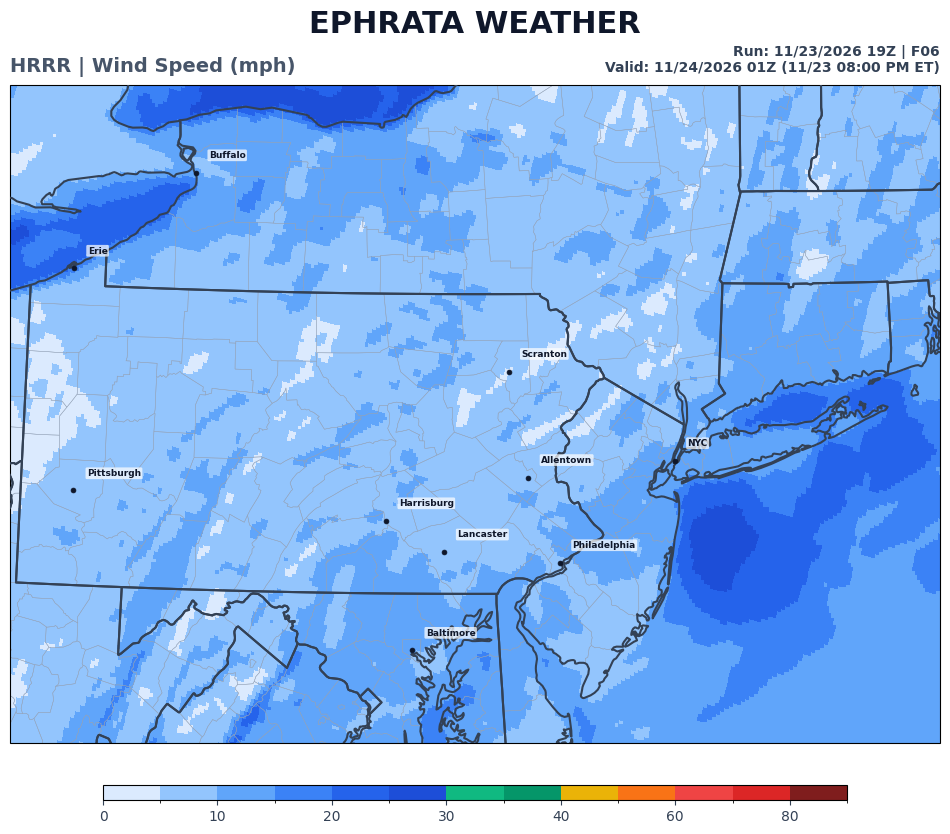 EPHRATA WEATHER
HRRR | Wind Speed (mph)
Run: 11/23/2026 19Z | F06
Valid: 11/24/2026 01Z (11/23 08:00 PM ET)
Buffalo
Erie
Scranton
NYC
Allentown
Pittsburgh
Harrisburg
Lancaster
Philadelphia
Baltimore
0 10 20 30 40 60 80